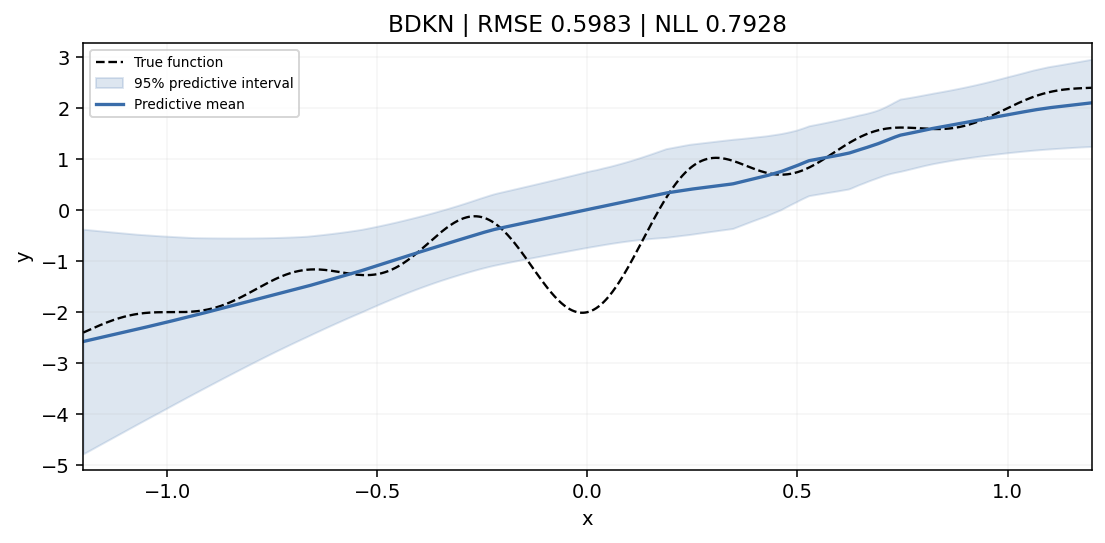 BDKN | RMSE 0.5983 | NLL 0.7928
True function
95% predictive interval
Predictive mean
3
2
1
0
−1
−2
−3
−4
−5
y
−1.0 −0.5 0.0 0.5 1.0
x